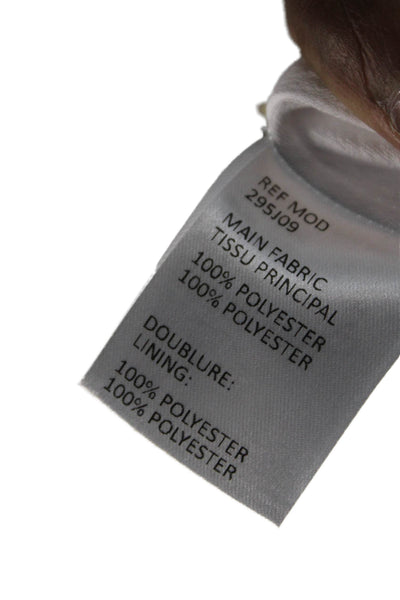 REF MOD
295J09
MAIN FABRIC
TISSU PRINCIPAL
100% POLYESTER
100% POLYESTER
DOUBLURE:
LINING:
100% POLYESTER
100% POLYESTER